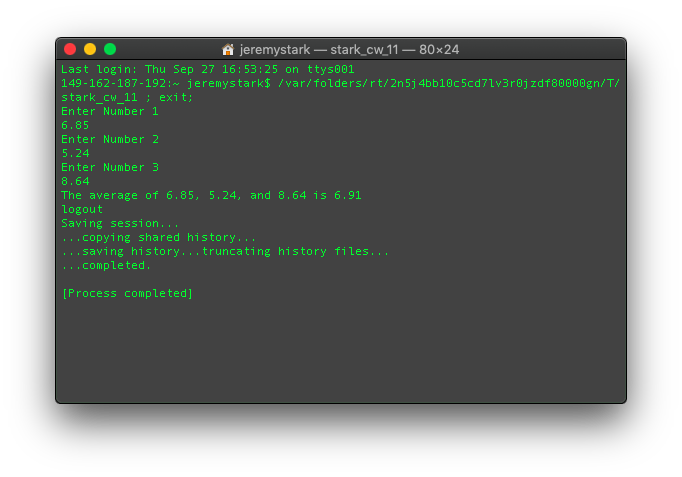 jeremystark — stark_cw_11 — 80×24
Last login: Thu Sep 27 16:53:25 on ttys001
149-162-187-192:~ jeremystark$ /var/folders/rt/2n5j4bb10c5cd7lv3r0jzdf80000gn/T/
stark_cw_11 ; exit;
Enter Number 1
6.85
Enter Number 2
5.24
Enter Number 3
8.64
The average of 6.85, 5.24, and 8.64 is 6.91
logout
Saving session...
...copying shared history...
...saving history...truncating history files...
...completed.
[Process completed]